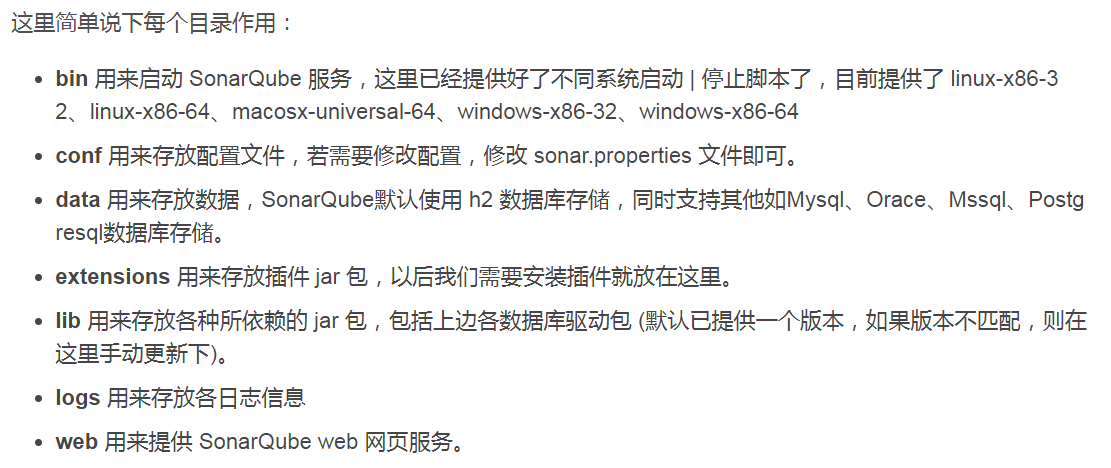 这里简单说下每个目录作用：
• bin 用来启动 SonarQube 服务，这里已经提供好了不同系统启动 | 停止脚本了，目前提供了 linux-x86-3
2、linux-x86-64、macosx-universal-64、windows-x86-32、windows-x86-64
• conf 用来存放配置文件，若需要修改配置，修改 sonar.properties 文件即可。
• data 用来存放数据，SonarQube默认使用 h2 数据库存储，同时支持其他如Mysql、Orace、Mssql、Postg
resql数据库存储。
• extensions 用来存放插件 jar 包，以后我们需要安装插件就放在这里。
• lib 用来存放各种所依赖的 jar 包，包括上边各数据库驱动包 (默认已提供一个版本，如果版本不匹配，则在
这里手动更新下)。
• logs 用来存放各日志信息
• web 用来提供 SonarQube web 网页服务。